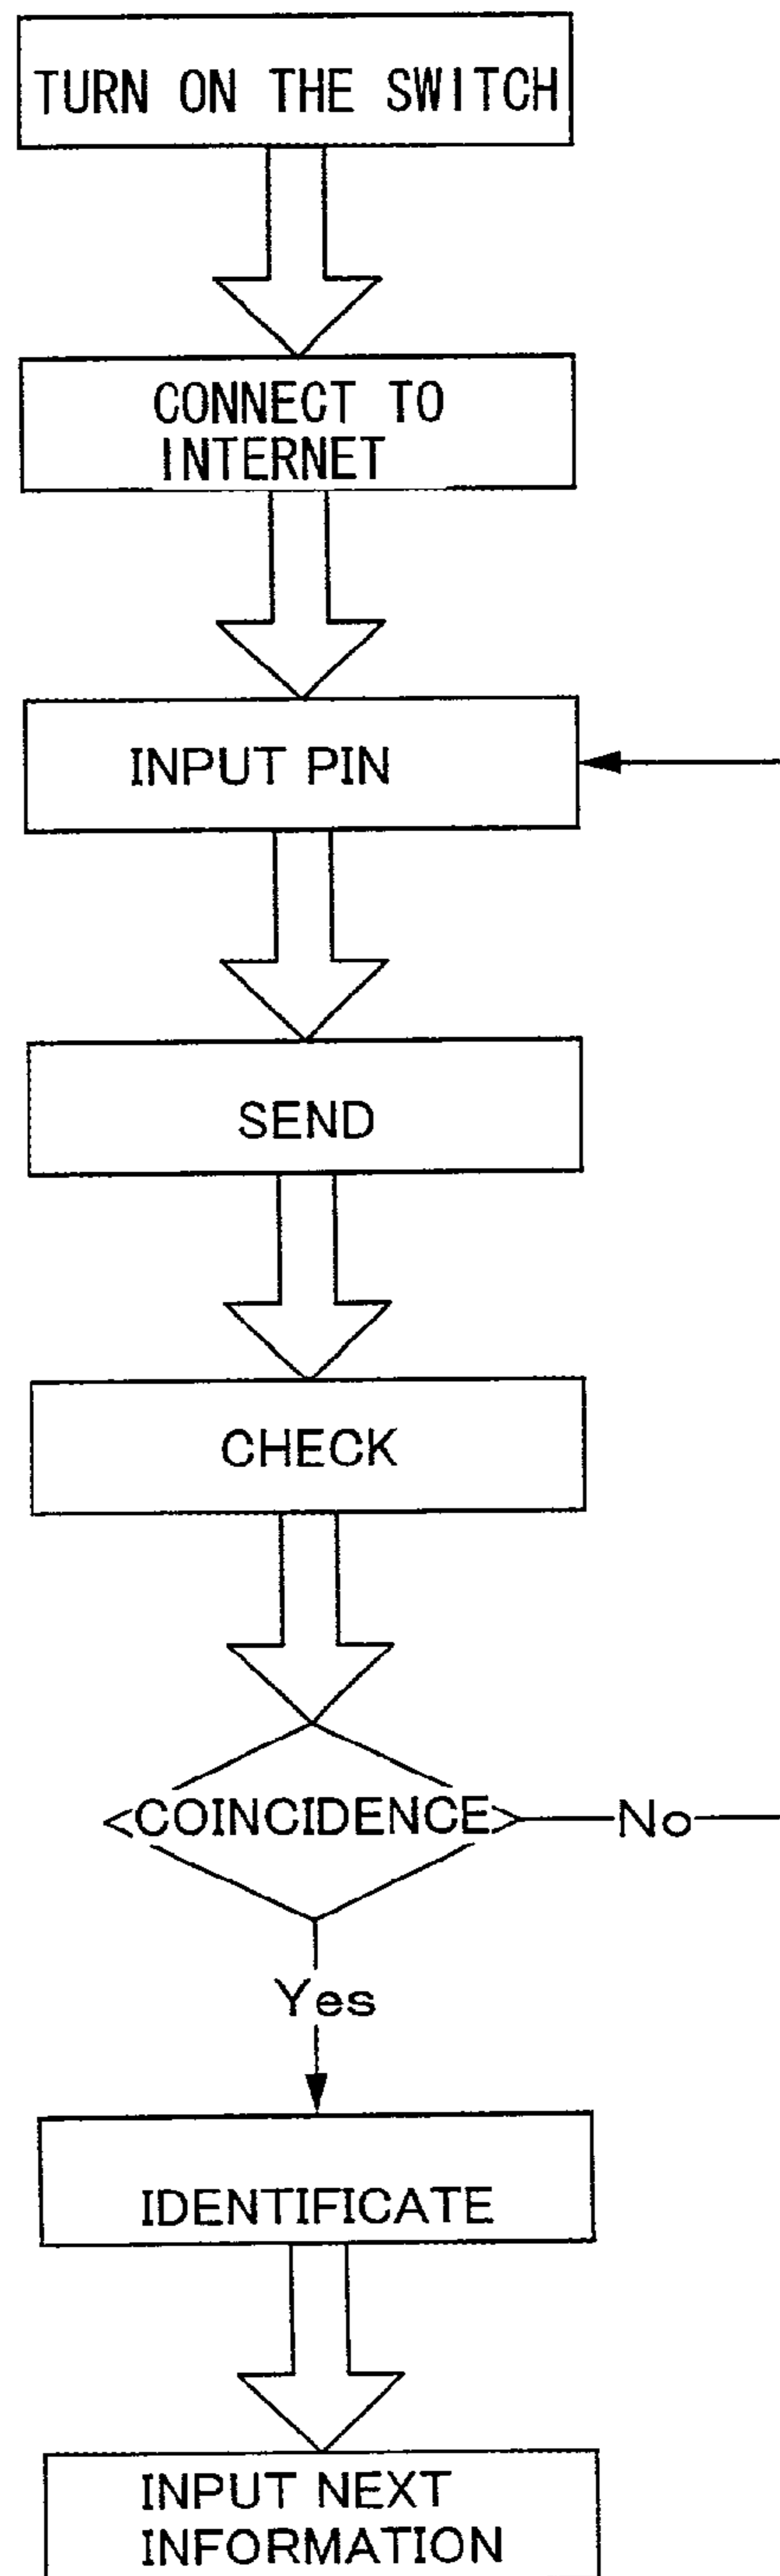 TURN ON THE SWITCH
CONNECT TO
INTERNET
INPUT PIN
SEND
CHECK
COINCIDENCE
No
Yes
IDENTIFICATE
INPUT NEXT
INFORMATION